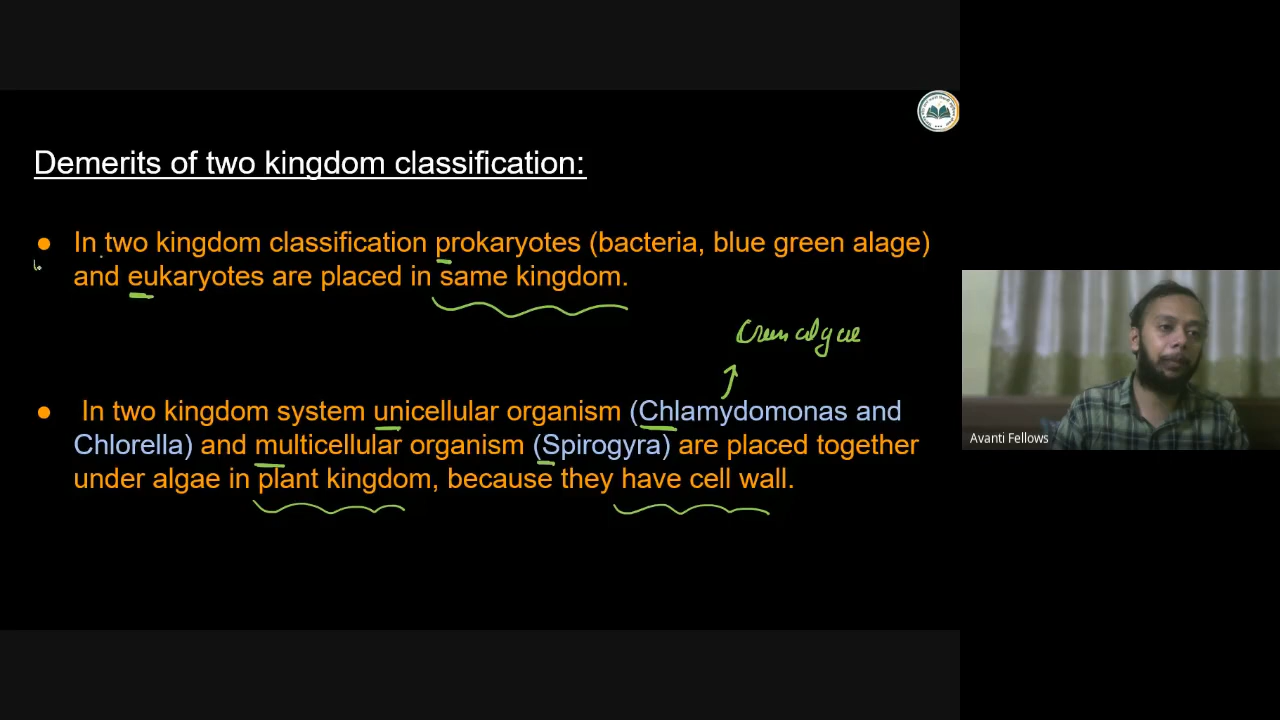 Demerits of two kingdom classification:
● In two kingdom classification prokaryotes (bacteria, blue green alage)
and eukaryotes are placed in same kingdom.
Green algae
● In two kingdom system unicellular organism (Chlamydomonas and
Chlorella) and multicellular organism (Spirogyra) are placed together
under algae in plant kingdom, because they have cell wall.
Avanti Fellows